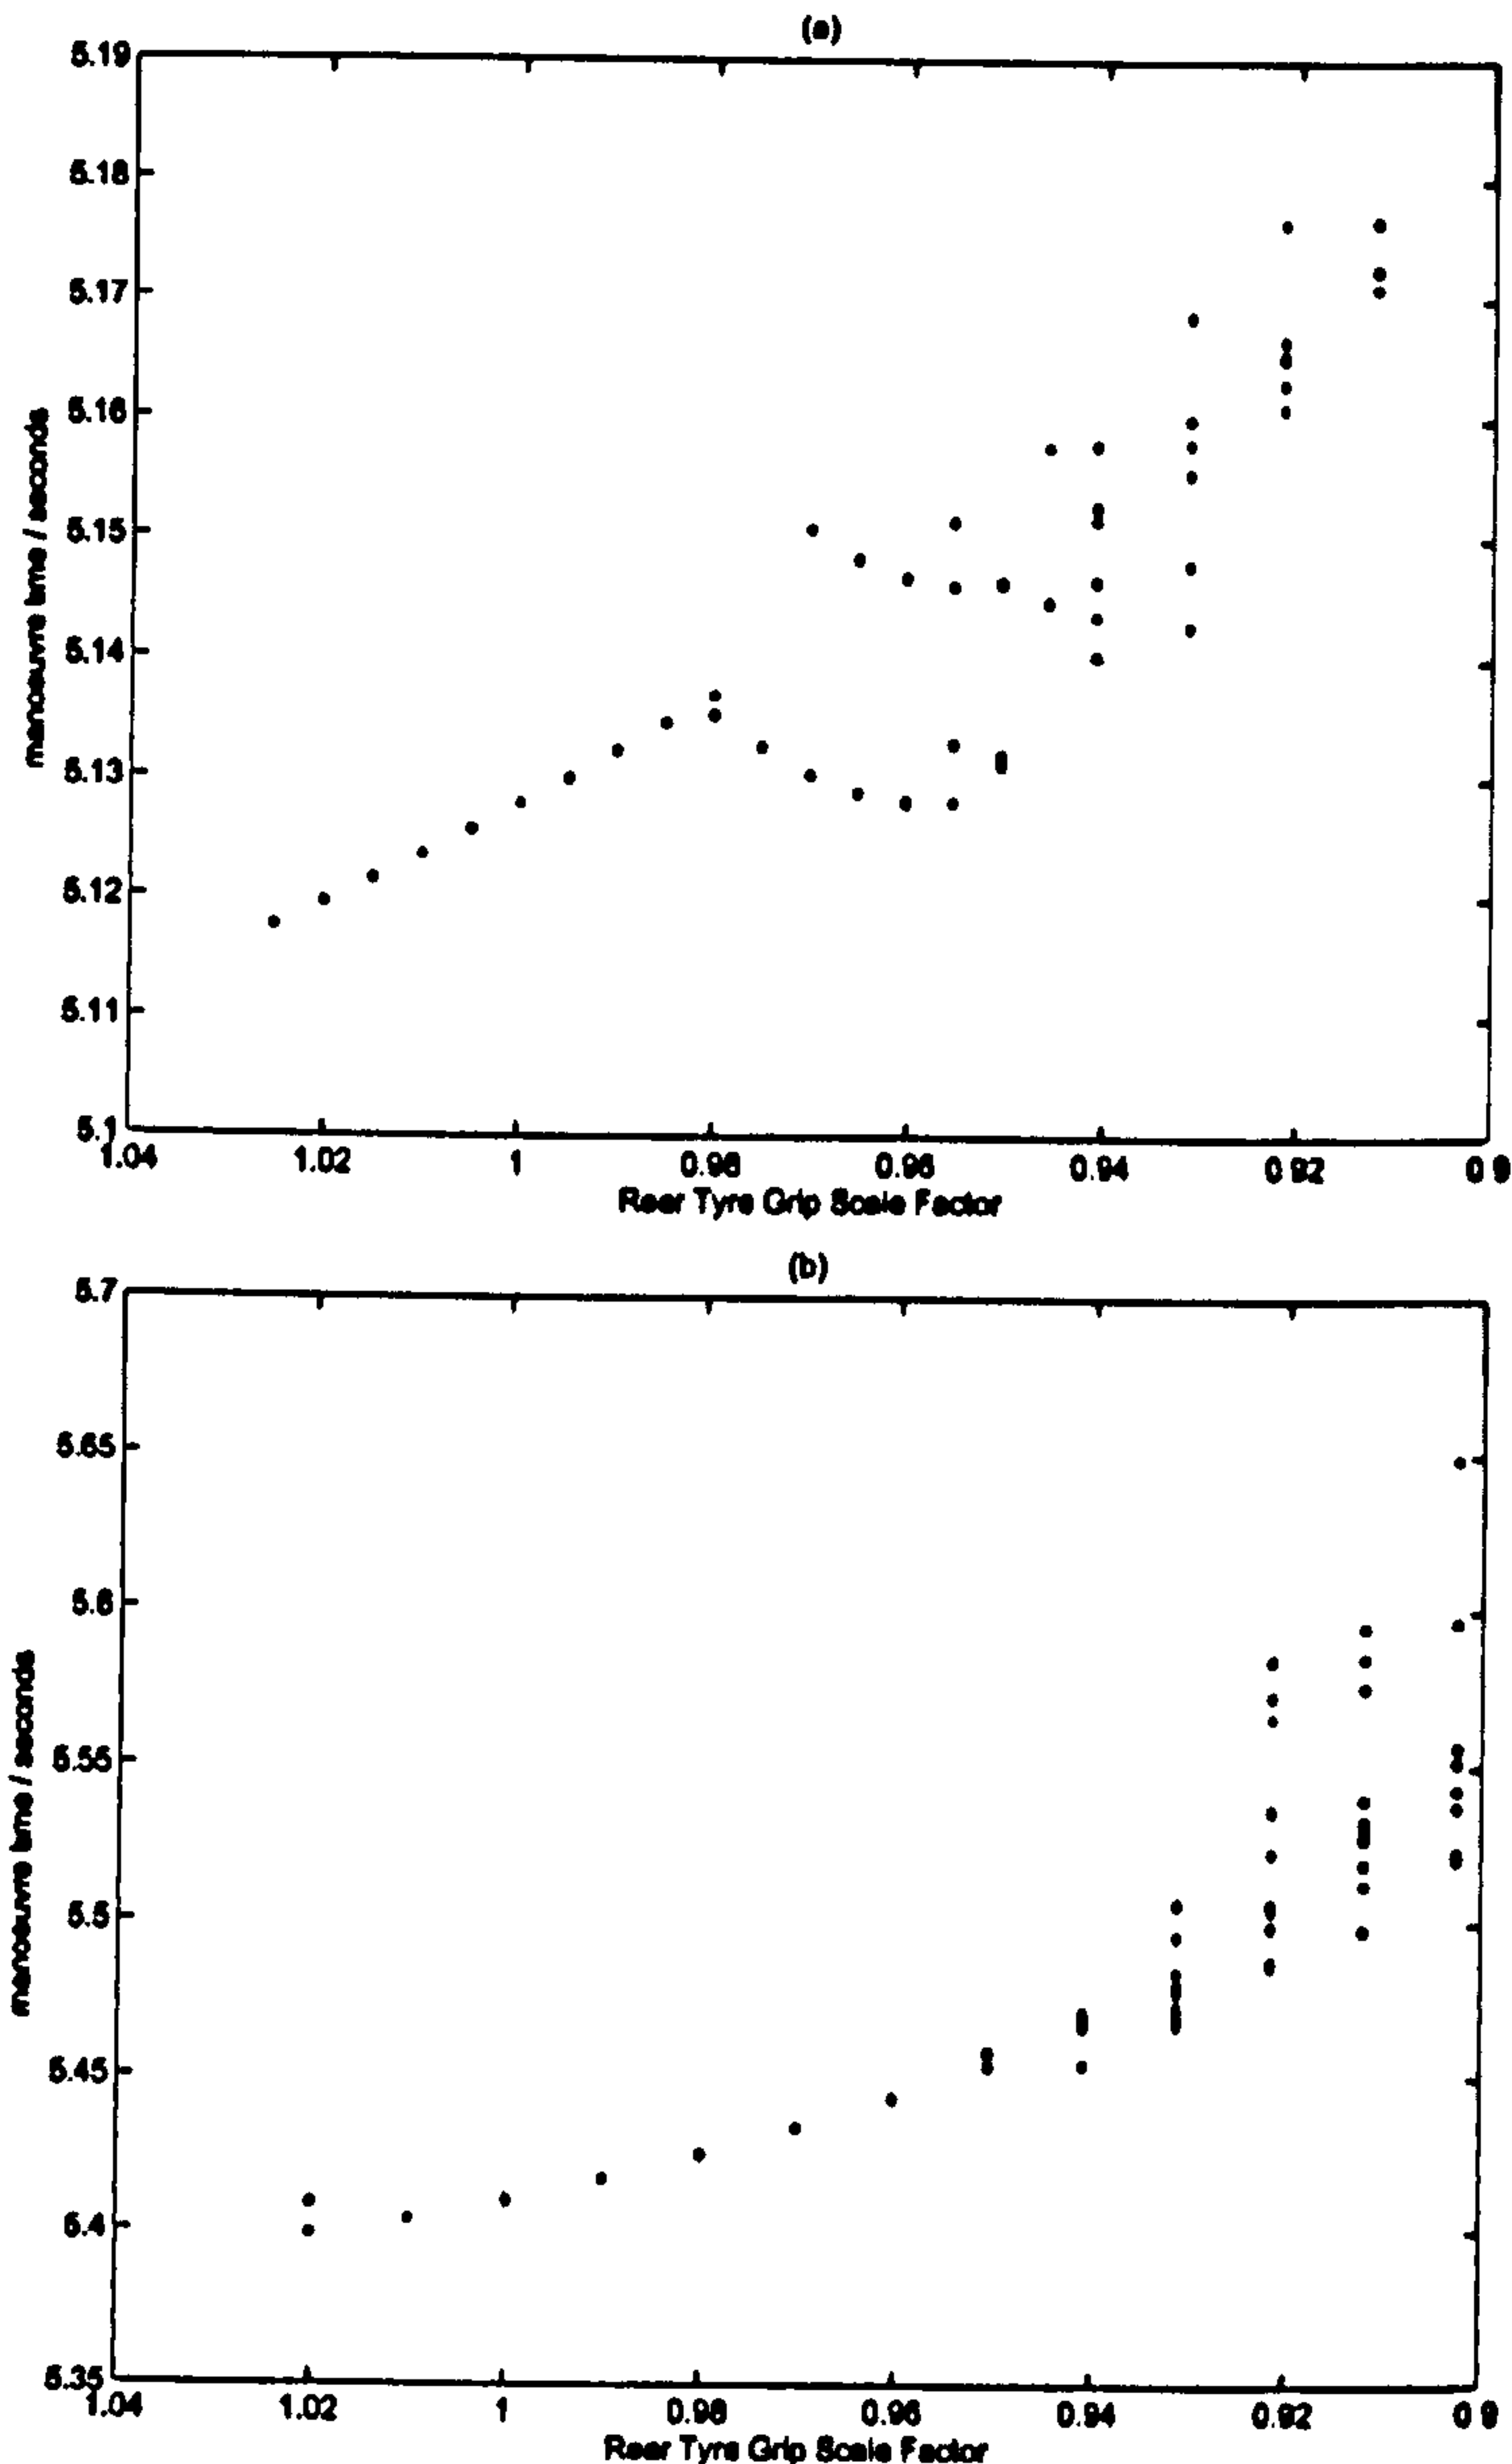 (a)
5.19
5.18
5.17
5.16
5.15
5.14
5.13
5.12
5.11
5.1
manoeuvre time / seconds
1.04 1.02 1 0.98 0.96 0.94 0.92 0.9
Rear Tyre Grip Scale Factor
(b)
5.7
5.65
5.6
5.55
5.5
5.45
5.4
5.35
manoeuvre time / seconds
1.04 1.02 1 0.98 0.96 0.94 0.92 0.9
Rear Tyre Grip Scale Factor